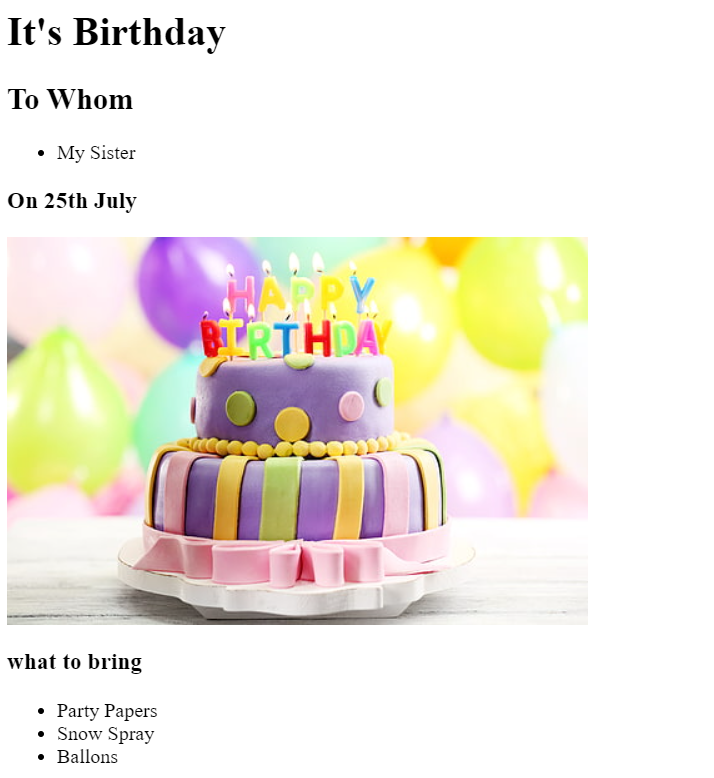 It's Birthday
To Whom
My Sister
On 25th July
HAPPY
BIRTHDAY
what to bring
Party Papers
Snow Spray
Ballons